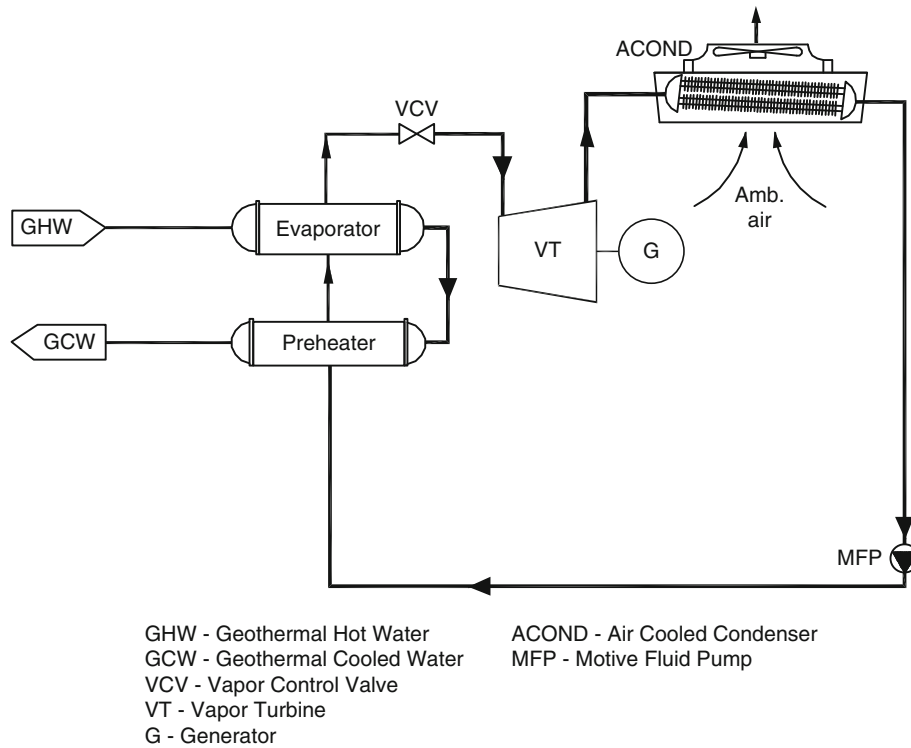 ACOND
VCV
Amb.
air
GHW
Evaporator
VT
G
GCW
Preheater
MFP
GHW - Geothermal Hot Water
GCW - Geothermal Cooled Water
VCV - Vapor Control Valve
VT - Vapor Turbine
G - Generator
ACOND - Air Cooled Condenser
MFP - Motive Fluid Pump